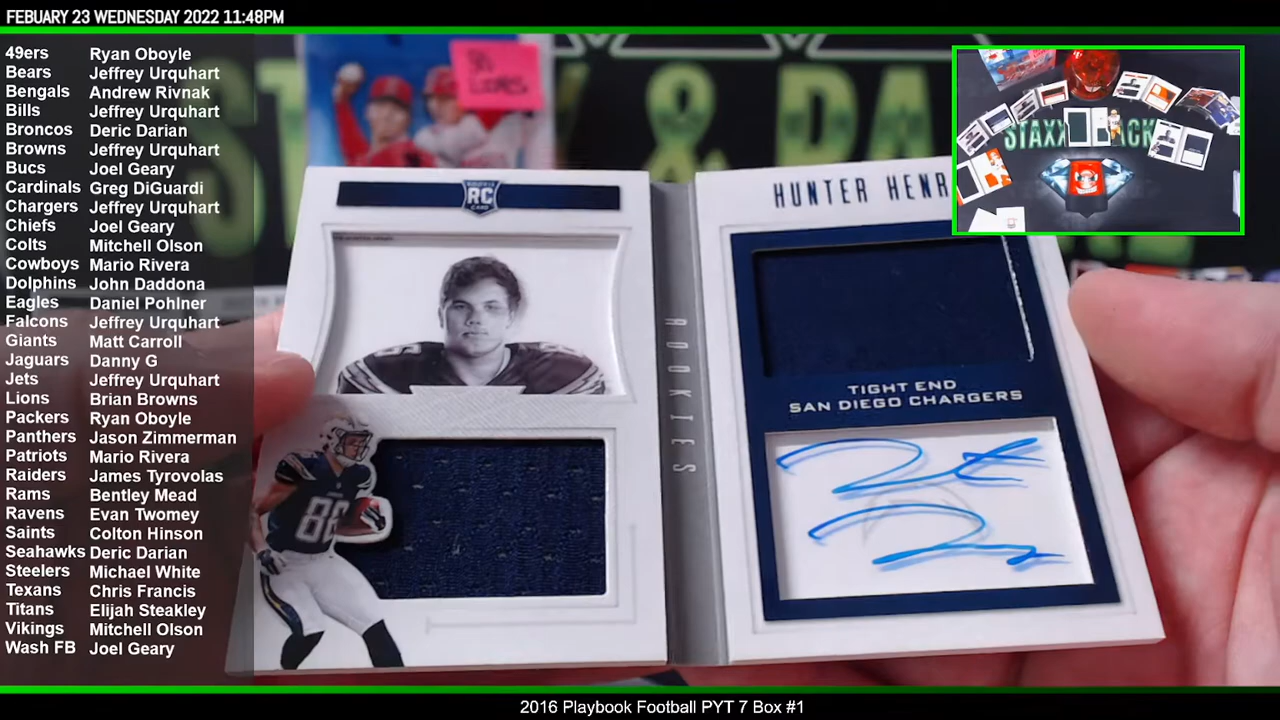 FEBUARY 23 WEDNESDAY 2022 11:48PM
49ers Ryan Oboyle
Bears Jeffrey Urquhart
Bengals Andrew Rivnak
Bills Jeffrey Urquhart
Broncos Deric Darian
Browns Jeffrey Urquhart
Bucs Joel Geary
Cardinals Greg DiGuardi
Chargers Jeffrey Urquhart
Chiefs Joel Geary
Colts Mitchell Olson
Cowboys Mario Rivera
Dolphins John Daddona
Eagles Daniel Pohlner
Falcons Jeffrey Urquhart
Giants Matt Carroll
Jaguars Danny G
Jets Jeffrey Urquhart
Lions Brian Browns
Packers Ryan Oboyle
Panthers Jason Zimmerman
Patriots Mario Rivera
Raiders James Tyrovolas
Rams Bentley Mead
Ravens Evan Twomey
Saints Colton Hinson
Seahawks Deric Darian
Steelers Michael White
Texans Chris Francis
Titans Elijah Steakley
Vikings Mitchell Olson
Wash FB Joel Geary
RC
ROOKIES
HUNTER HENR
TIGHT END
SAN DIEGO CHARGERS
86
STAXX
2016 Playbook Football PYT 7 Box #1